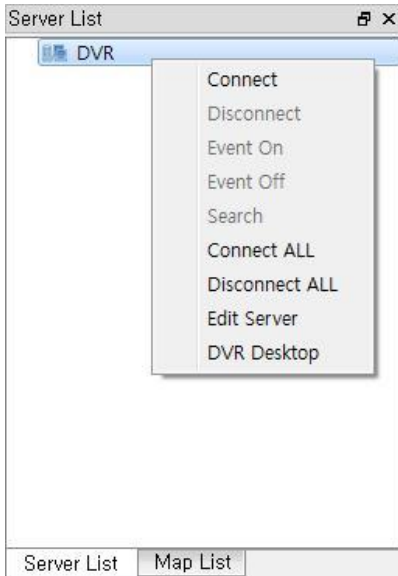 Server List
DVR
Connect
Disconnect
Event On
Event Off
Search
Connect ALL
Disconnect ALL
Edit Server
DVR Desktop
Server List Map List